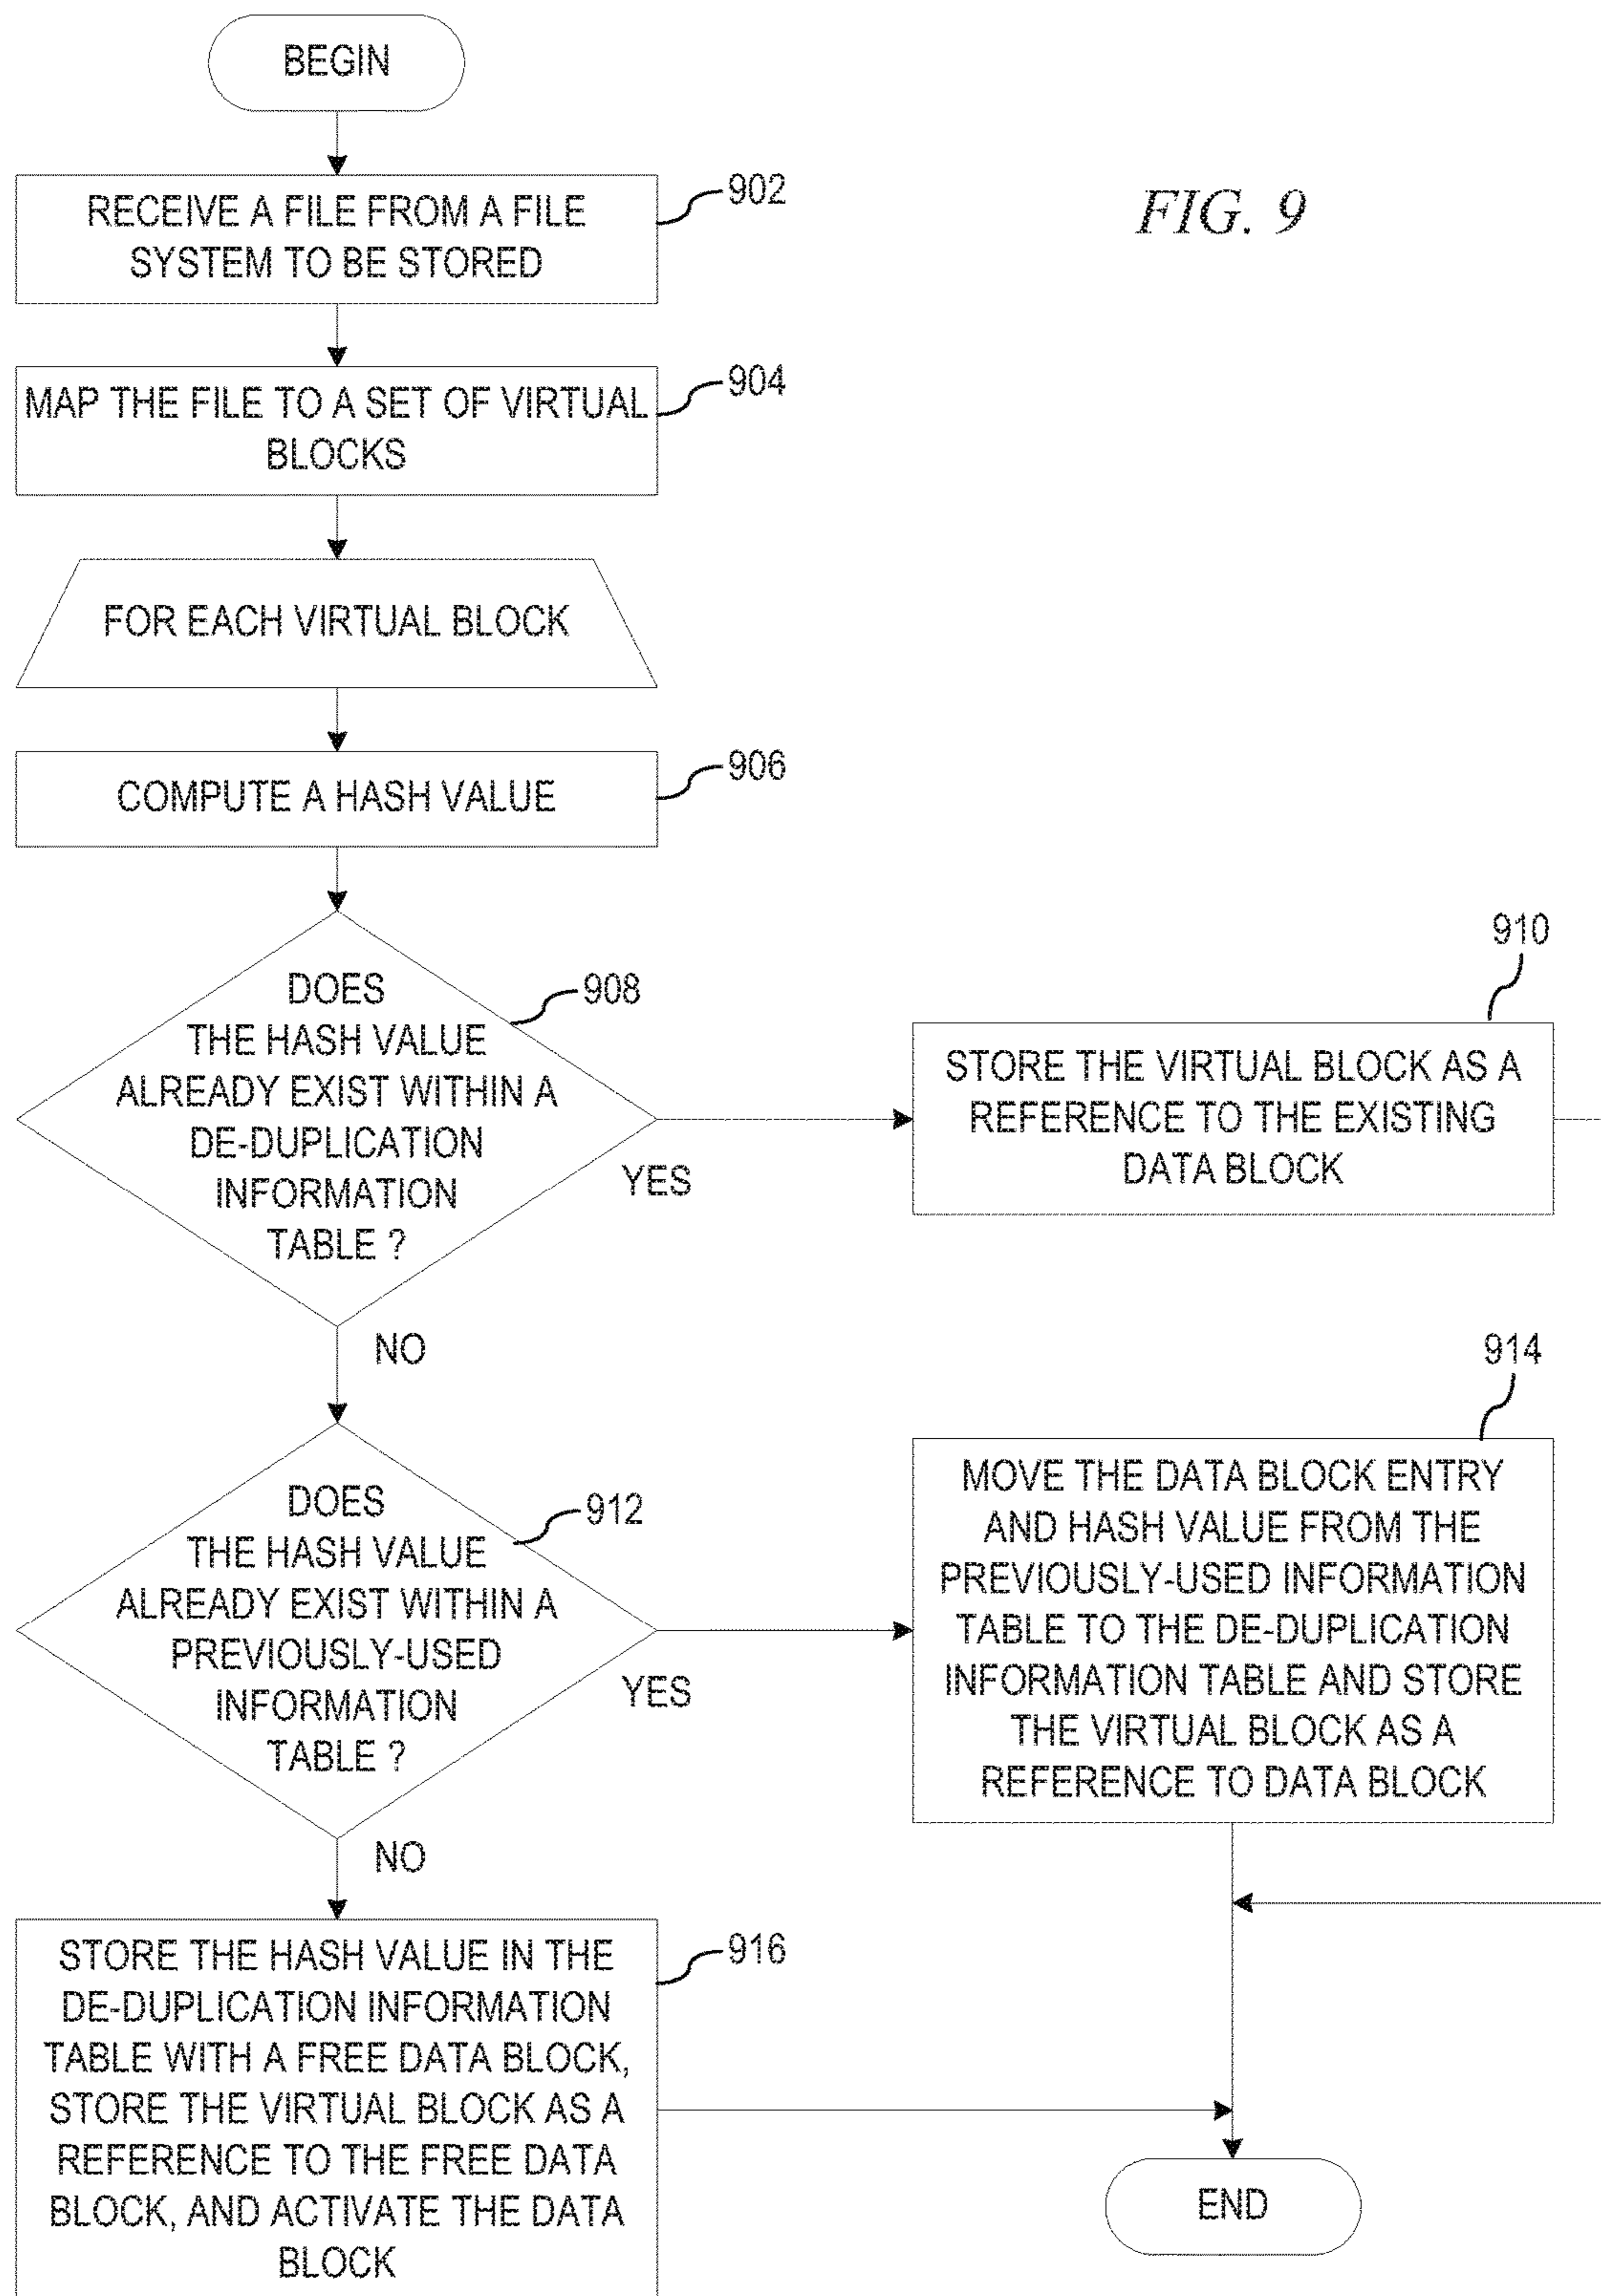 BEGIN
RECEIVE A FILE FROM A FILE
SYSTEM TO BE STORED
902
FIG. 9
MAP THE FILE TO A SET OF VIRTUAL
BLOCKS
904
FOR EACH VIRTUAL BLOCK
COMPUTE A HASH VALUE
906
DOES
THE HASH VALUE
ALREADY EXIST WITHIN A
DE-DUPLICATION
INFORMATION
TABLE ?
908
YES
NO
910
STORE THE VIRTUAL BLOCK AS A
REFERENCE TO THE EXISTING
DATA BLOCK
DOES
THE HASH VALUE
ALREADY EXIST WITHIN A
PREVIOUSLY-USED
INFORMATION
TABLE ?
912
YES
NO
914
MOVE THE DATA BLOCK ENTRY
AND HASH VALUE FROM THE
PREVIOUSLY-USED INFORMATION
TABLE TO THE DE-DUPLICATION
INFORMATION TABLE AND STORE
THE VIRTUAL BLOCK AS A
REFERENCE TO DATA BLOCK
STORE THE HASH VALUE IN THE
DE-DUPLICATION INFORMATION
TABLE WITH A FREE DATA BLOCK,
STORE THE VIRTUAL BLOCK AS A
REFERENCE TO THE FREE DATA
BLOCK, AND ACTIVATE THE DATA
BLOCK
916
END